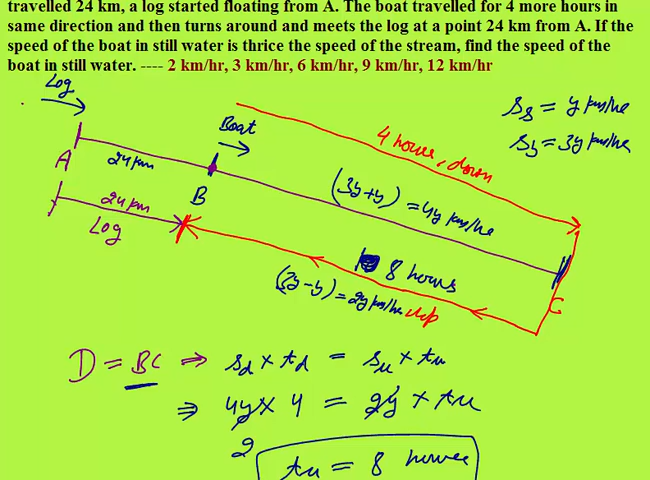 travelled 24 km, a log started floating from A. The boat travelled for 4 more hours in
same direction and then turns around and meets the log at a point 24 km from A. If the
speed of the boat in still water is thrice the speed of the stream, find the speed of the
boat in still water. ---- 2 km/hr, 3 km/hr, 6 km/hr, 9 km/hr, 12 km/hr
Log
Boat
4 hours, down
Ss = y km/hr
Sb = 3y km/hr
A
24 km
B
(3y+y) = 4y km/hr
24 km
Log
8 hours
(3y-y) = 2y km/hr up
C
D = BC ⇒ Sd × td = Su × tu
⇒ 4y × 4 = 2y × tu
2
tu = 8 hours